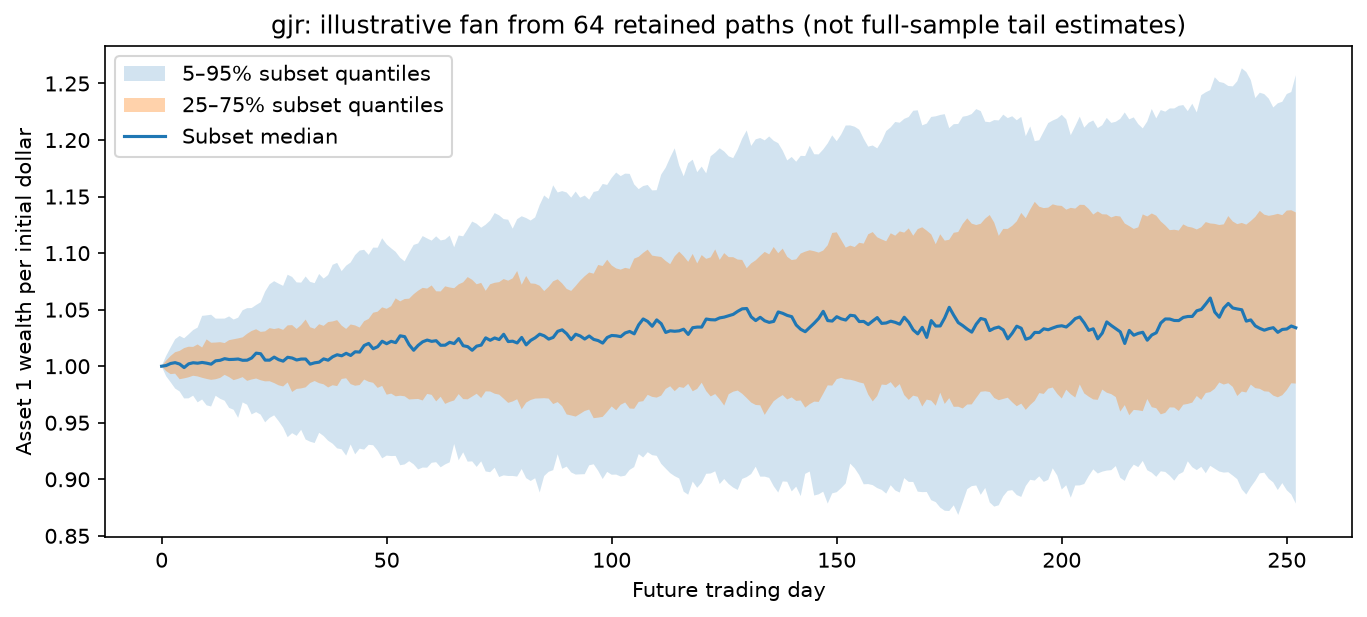 gjr: illustrative fan from 64 retained paths (not full-sample tail estimates)
5–95% subset quantiles
25–75% subset quantiles
Subset median
Asset 1 wealth per initial dollar
1.25
1.20
1.15
1.10
1.05
1.00
0.95
0.90
0.85
0
50
100
150
200
250
Future trading day